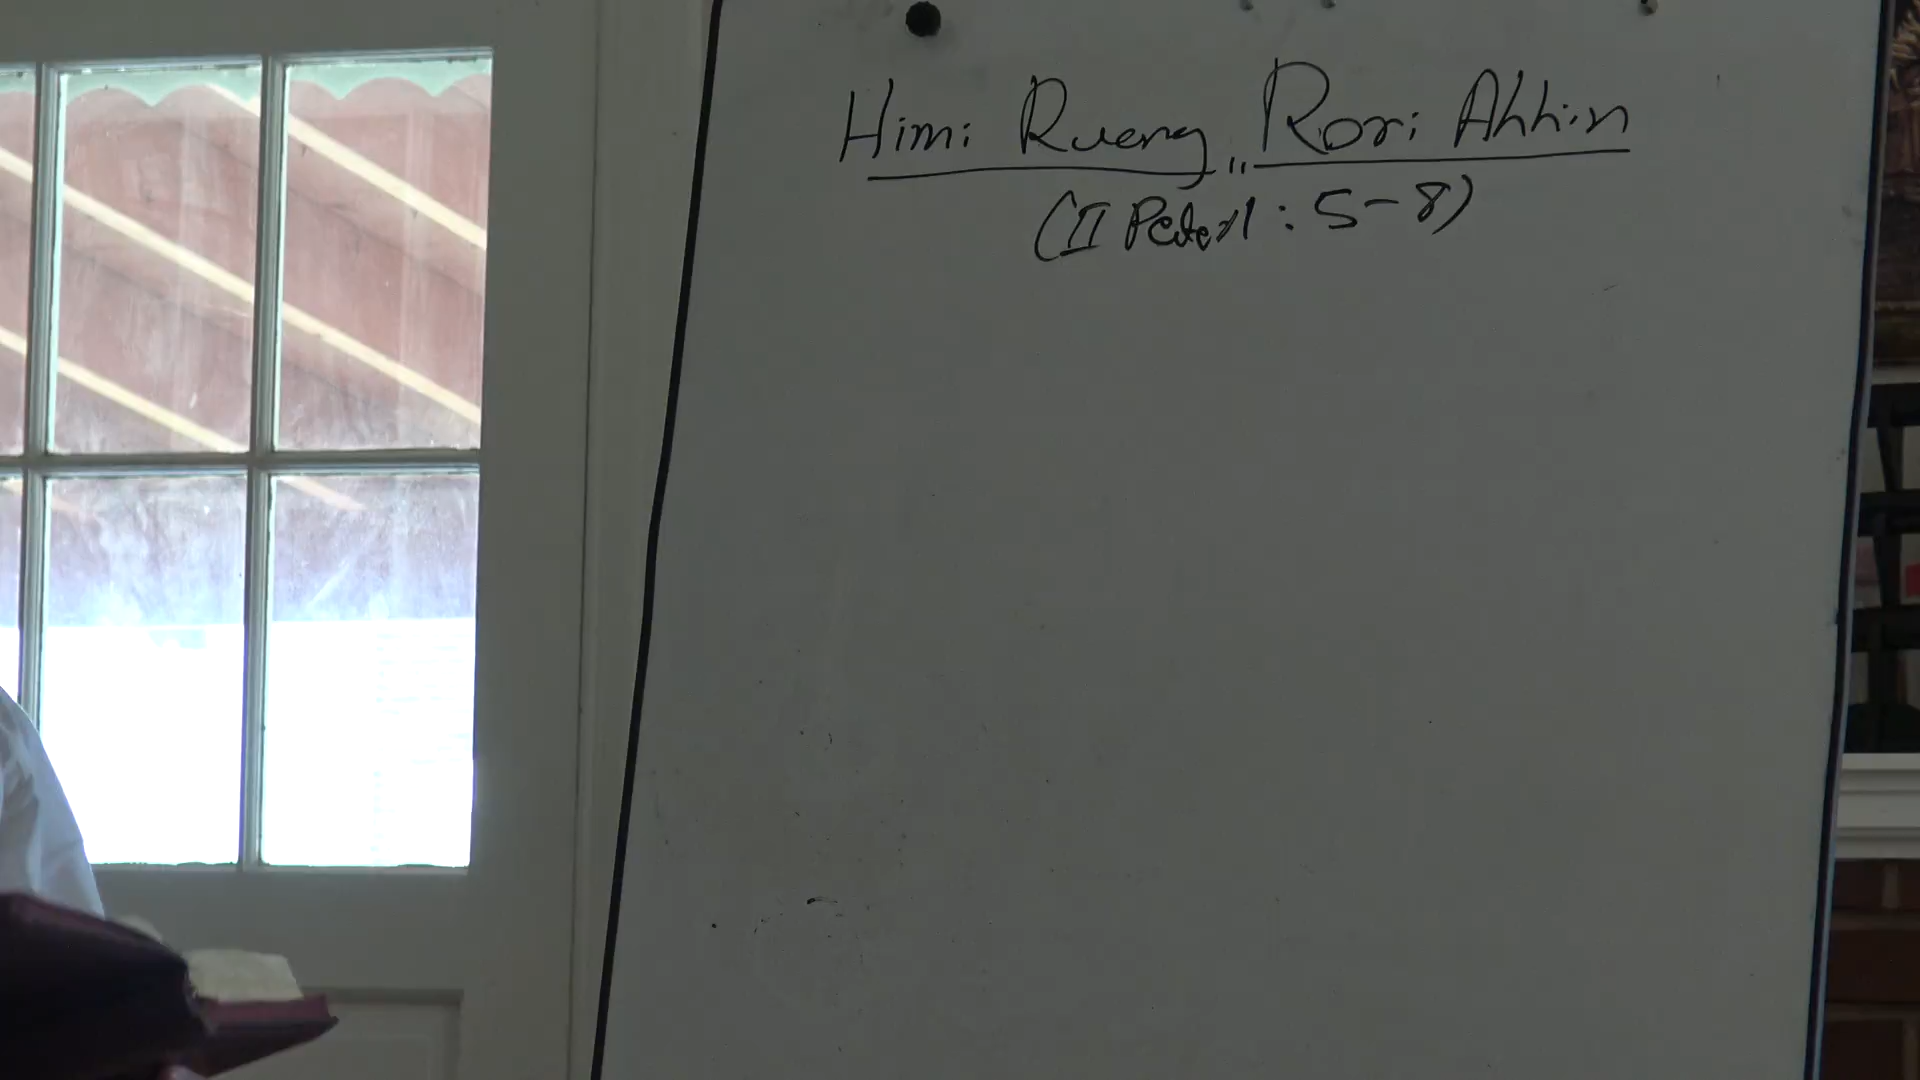 Himi Rueng,, Rori Ahhin
(II Peter 1 : 5-8)